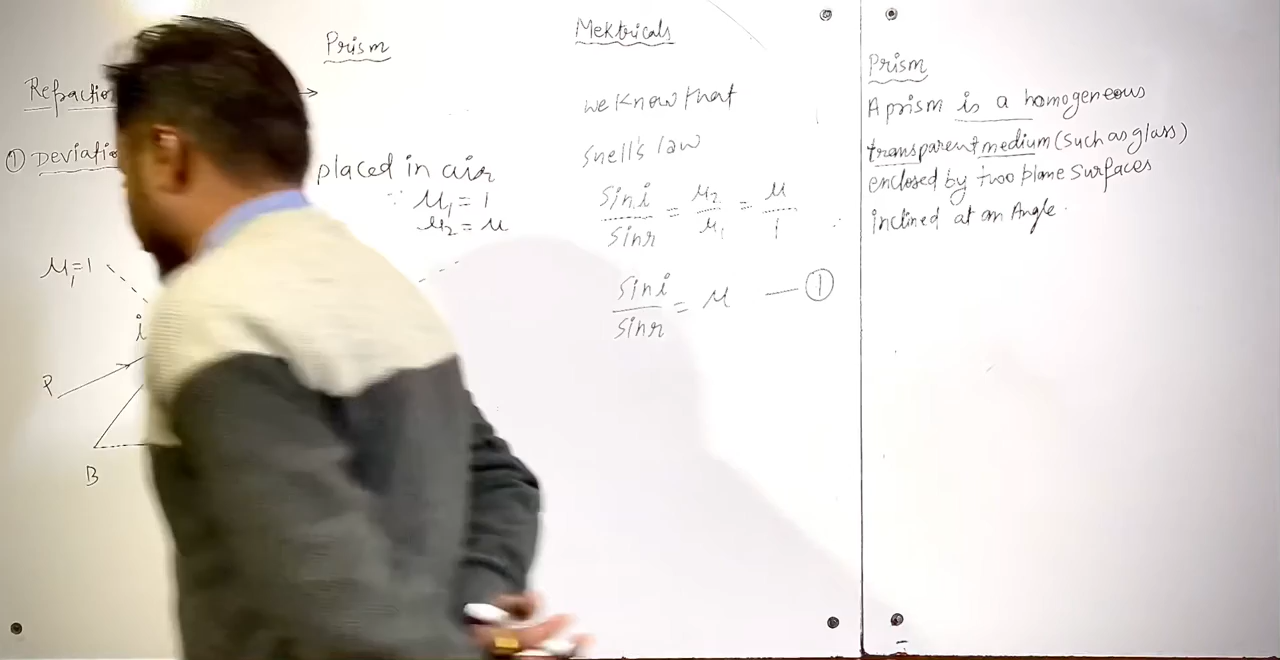 Prism
Refractio
① Deviati
placed in air
∵ μ₁ = 1
μ₂ = μ
μ₁=1
i
P
B
Mektricals
we know that
Snell's law
Sin i / Sin r = μ₂ / μ₁ = μ / 1
Sin i / Sin r = μ — ①
Prism
A prism is a homogeneous
transparent medium (Such as glass)
enclosed by two plane Surfaces
inclined at an Angle.